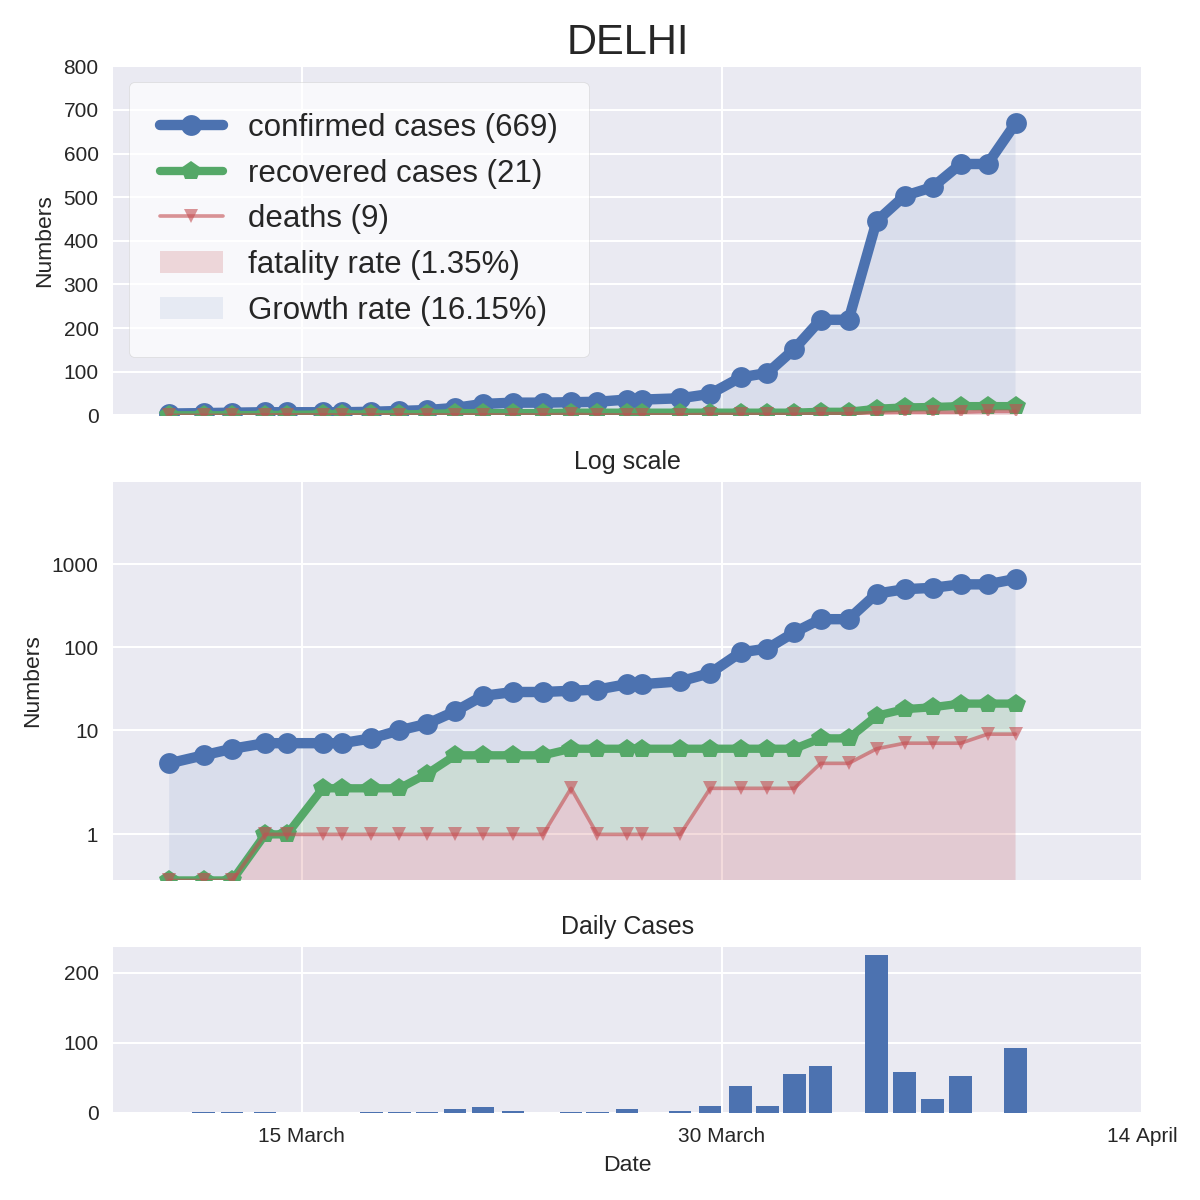 DELHI
800
700
600
500
400
300
200
100
0
Numbers
confirmed cases (669)
recovered cases (21)
deaths (9)
fatality rate (1.35%)
Growth rate (16.15%)
Log scale
1000
100
10
1
Numbers
Daily Cases
200
100
0
15 March
30 March
14 April
Date